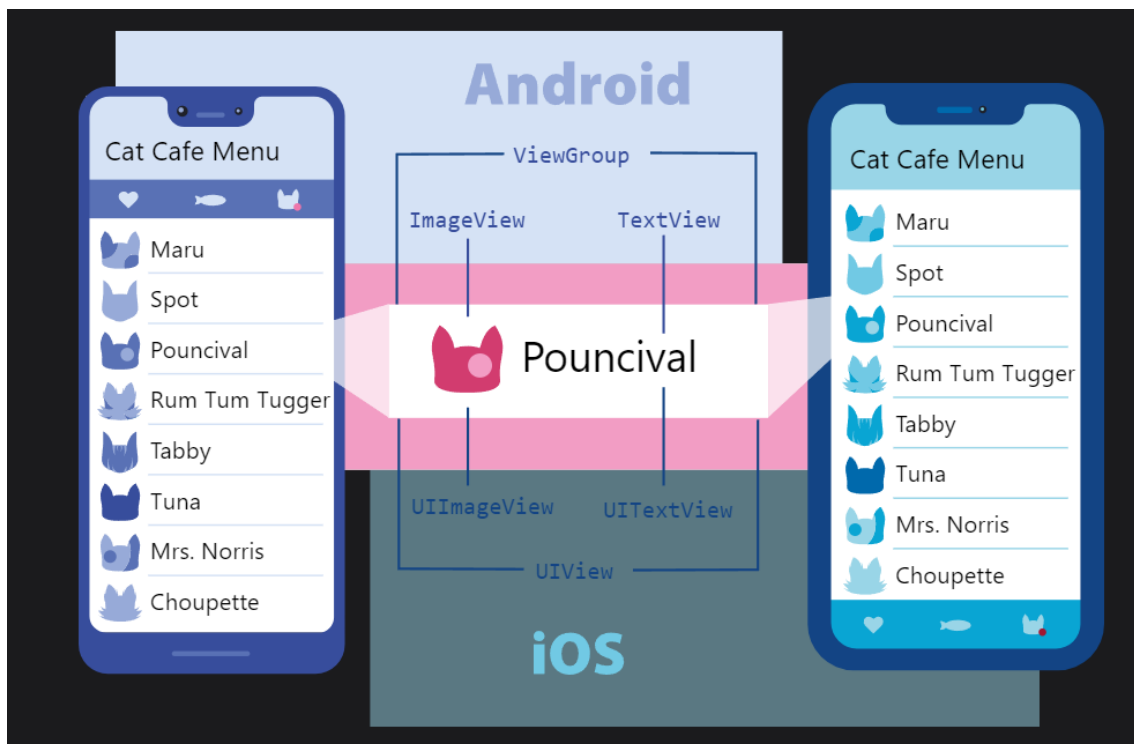 Android
Cat Cafe Menu
Maru
Spot
Pouncival
Rum Tum Tugger
Tabby
Tuna
Mrs. Norris
Choupette
ViewGroup
ImageView TextView
Pouncival
UIImageView UITextView
UIView
iOS
Cat Cafe Menu
Maru
Spot
Pouncival
Rum Tum Tugger
Tabby
Tuna
Mrs. Norris
Choupette